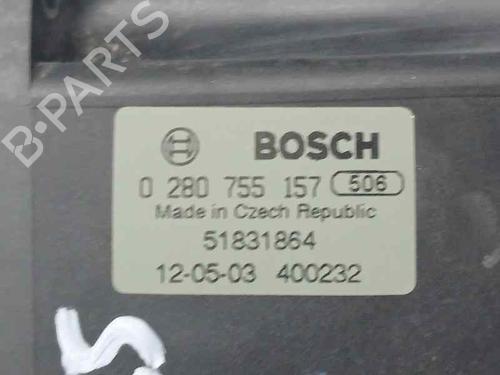 B-PARTS
BOSCH
0 280 755 157 506
Made in Czech Republic
51831864
12-05-03 400232
S